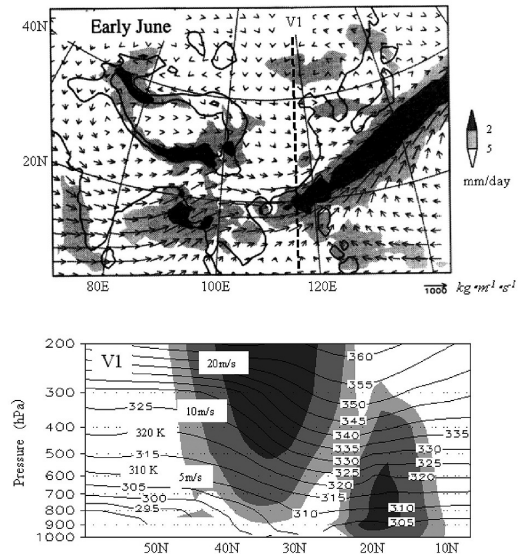 V1
40N
Early June
20N
2
5
mm/day
80E 100E 120E
1000 kg•m⁻¹•s⁻¹
200
V1
20m/s
360
355
300
325 10m/s 350
345
400
320 K 340 335
335 330
500
315 330 325
325
600
310 K 320 320
5m/s
305 315
700
300 310 310
800
295
900 305
1000
Pressure (hPa)
50N 40N 30N 20N 10N